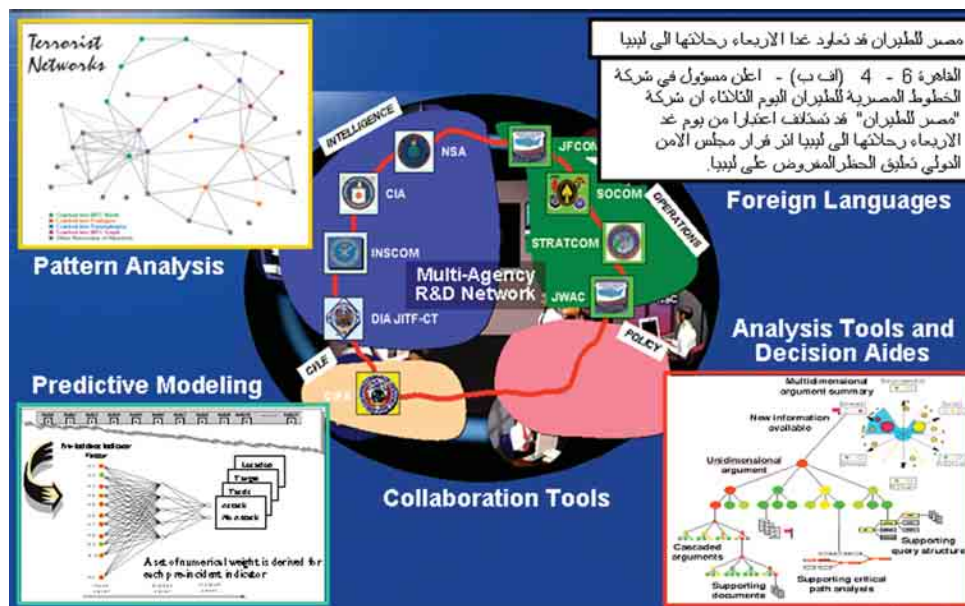 Terrorist
Networks
Pattern Analysis
مصر للطيران قد تعاود غدا الاربعاء رحلاتها الى ليبيا
القاهرة 6 - 4 (اف ب) - اعلن مسؤول في شركة
الخطوط المصرية للطيران اليوم الثلاثاء ان شركة
"مصر للطيران" قد تستانف اعتبارا من يوم غد
الاربعاء رحلاتها الى ليبيا اثر قرار مجلس الامن
الدولي تعليق الحظر المفروض على ليبيا.
Foreign Languages
INTELLIGENCE
NSA
CIA
INSCOM
DIA JITF-CT
JFCOM
SOCOM
STRATCOM
JWAC
OPERATIONS
Multi-Agency
R&D Network
POLICY
Collaboration Tools
Predictive Modeling
Location
Target
Attack
No Attack
A set of numerical weight is derived for
each pre-incident indicator
Analysis Tools and
Decision Aides
Multidimensional
argument summary
New information
available
Unidimensional
argument
Cascaded
arguments
Supporting
documents
Supporting critical
path analysis
Supporting
query structure